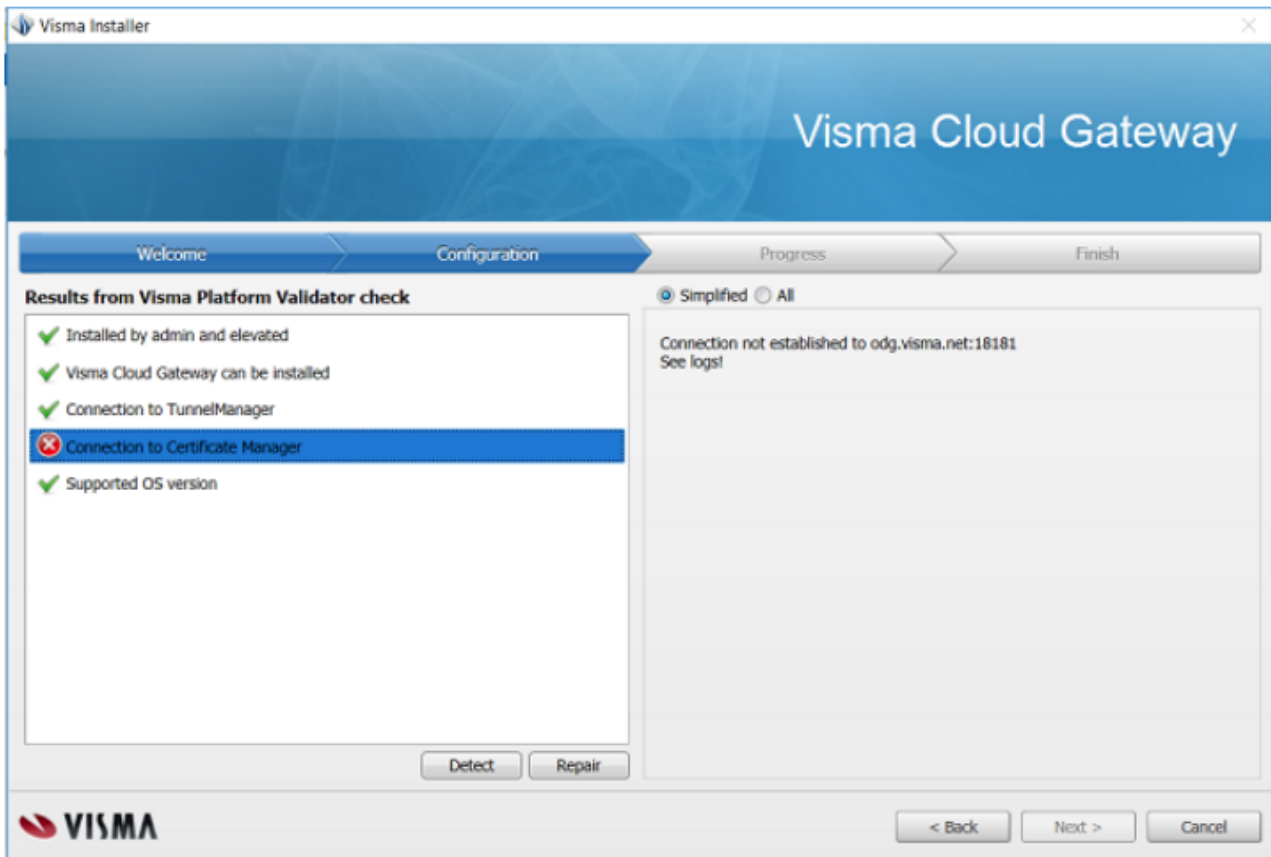 Visma Installer
Visma Cloud Gateway
Welcome
Configuration
Progress
Finish
Results from Visma Platform Validator check
Simplified
All
Installed by admin and elevated
Visma Cloud Gateway can be installed
Connection to TunnelManager
Connection to Certificate Manager
Supported OS version
Connection not established to odg.visma.net:18181
See logs!
Detect
Repair
VISMA
< Back
Next >
Cancel